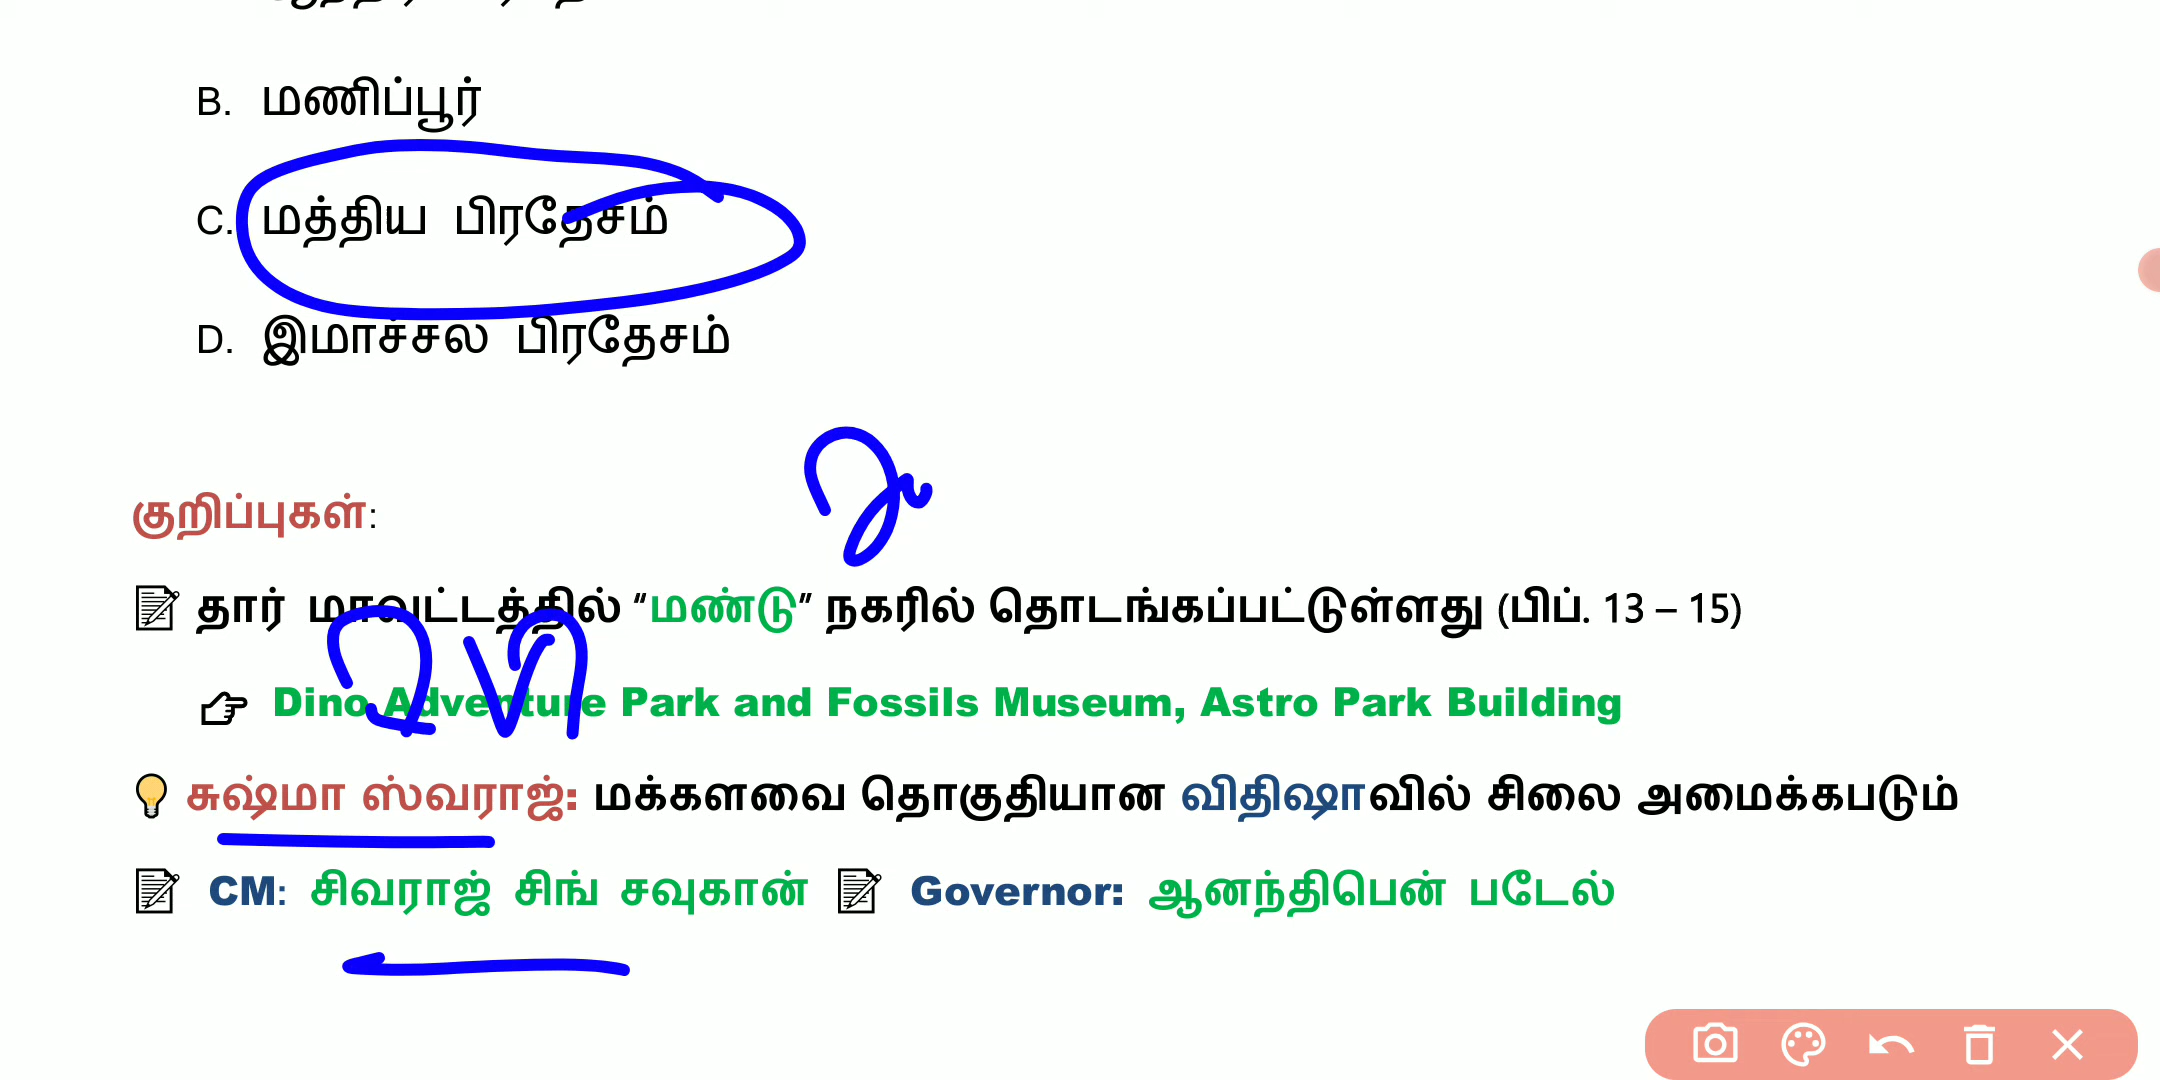 B. மணிப்பூர்
C. மத்திய பிரதேசம்
D. இமாச்சல பிரதேசம்
குறிப்புகள்:
தார் மாவட்டத்தில் “மண்டு” நகரில் தொடங்கப்பட்டுள்ளது (பிப். 13 – 15)
Dino Adventure Park and Fossils Museum, Astro Park Building
சுஷ்மா ஸ்வராஜ்: மக்களவை தொகுதியான விதிஷாவில் சிலை அமைக்கபடும்
CM: சிவராஜ் சிங் சவுகான் Governor: ஆனந்திபென் படேல்